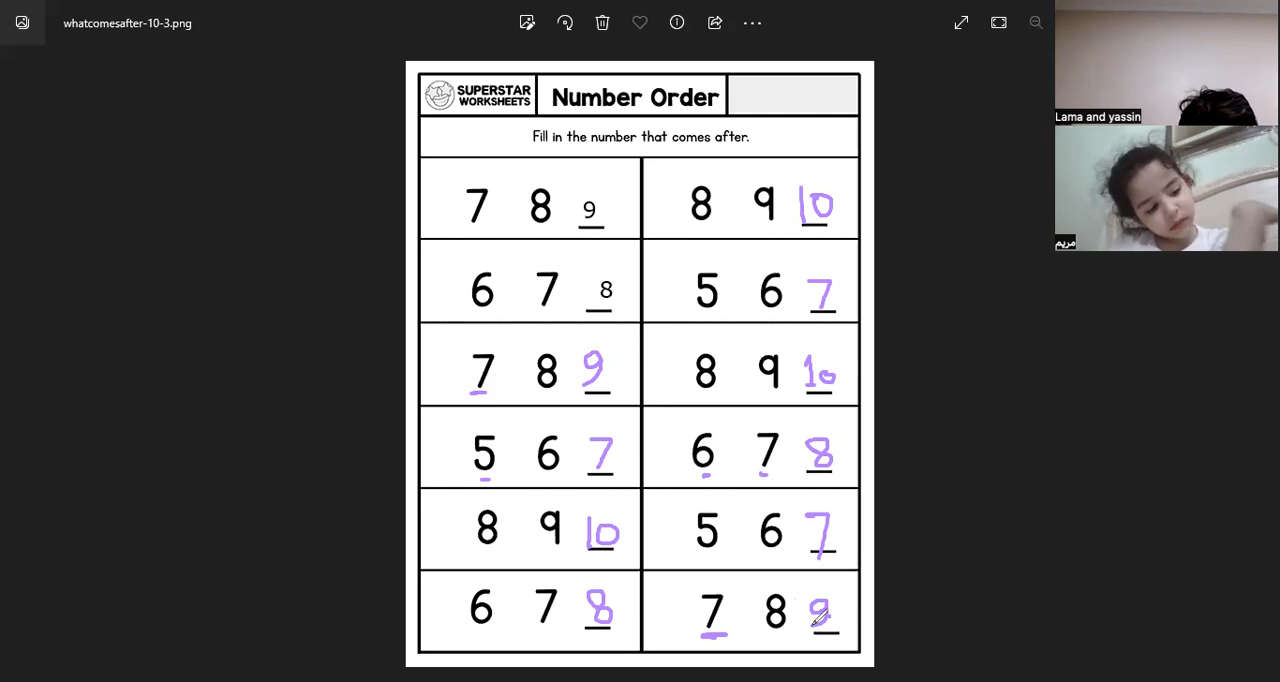 whatcomesafter-10-3.png
SUPERSTAR
WORKSHEETS
Number Order
Fill in the number that comes after.
7 8 9
8 9 10
6 7 8
5 6 7
7 8 9
8 9 10
5 6 7
6 7 8
8 9 10
5 6 7
6 7 8
7 8 9
Lama and yassin
مريم